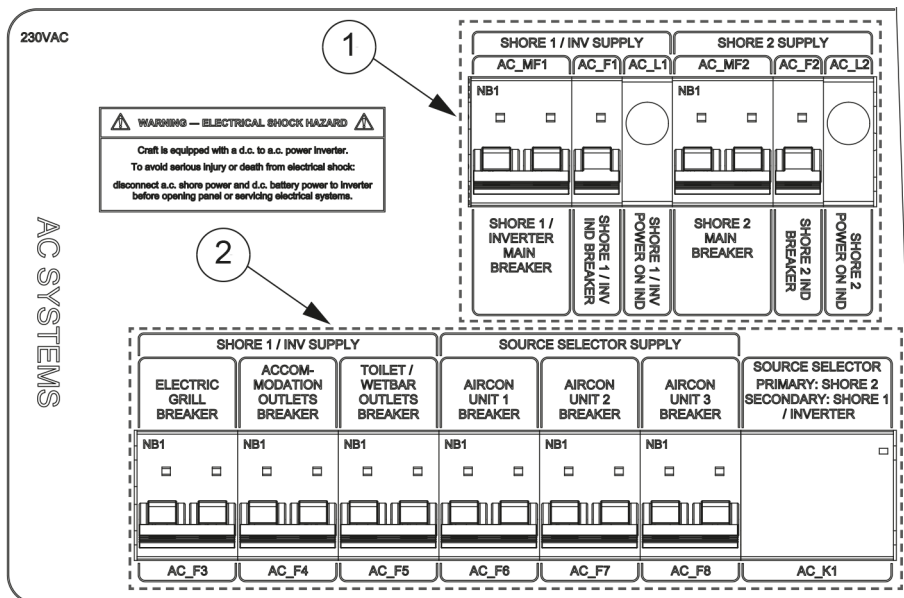 230VAC
1
SHORE 1 / INV SUPPLY
SHORE 2 SUPPLY
AC_MF1
AC_F1
AC_L1
AC_MF2
AC_F2
AC_L2
NB1
NB1
WARNING — ELECTRICAL SHOCK HAZARD
Craft is equipped with a d.c. to a.c. power inverter.
To avoid serious injury or death from electrical shock:
disconnect a.c. shore power and d.c. battery power to inverter
before opening panel or servicing electrical systems.
SHORE 1 /
INVERTER
MAIN
BREAKER
SHORE 1 / INV
IND BREAKER
SHORE 1 / INV
POWER ON IND
SHORE 2
MAIN
BREAKER
SHORE 2 IND
BREAKER
SHORE 2
POWER ON IND
AC SYSTEMS
2
SHORE 1 / INV SUPPLY
SOURCE SELECTOR SUPPLY
ELECTRIC
GRILL
BREAKER
ACCOM-
MODATION
OUTLETS
BREAKER
TOILET /
WETBAR
OUTLETS
BREAKER
AIRCON
UNIT 1
BREAKER
AIRCON
UNIT 2
BREAKER
AIRCON
UNIT 3
BREAKER
SOURCE SELECTOR
PRIMARY: SHORE 2
SECONDARY: SHORE 1
/ INVERTER
NB1
NB1
NB1
NB1
NB1
NB1
AC_F3
AC_F4
AC_F5
AC_F6
AC_F7
AC_F8
AC_K1